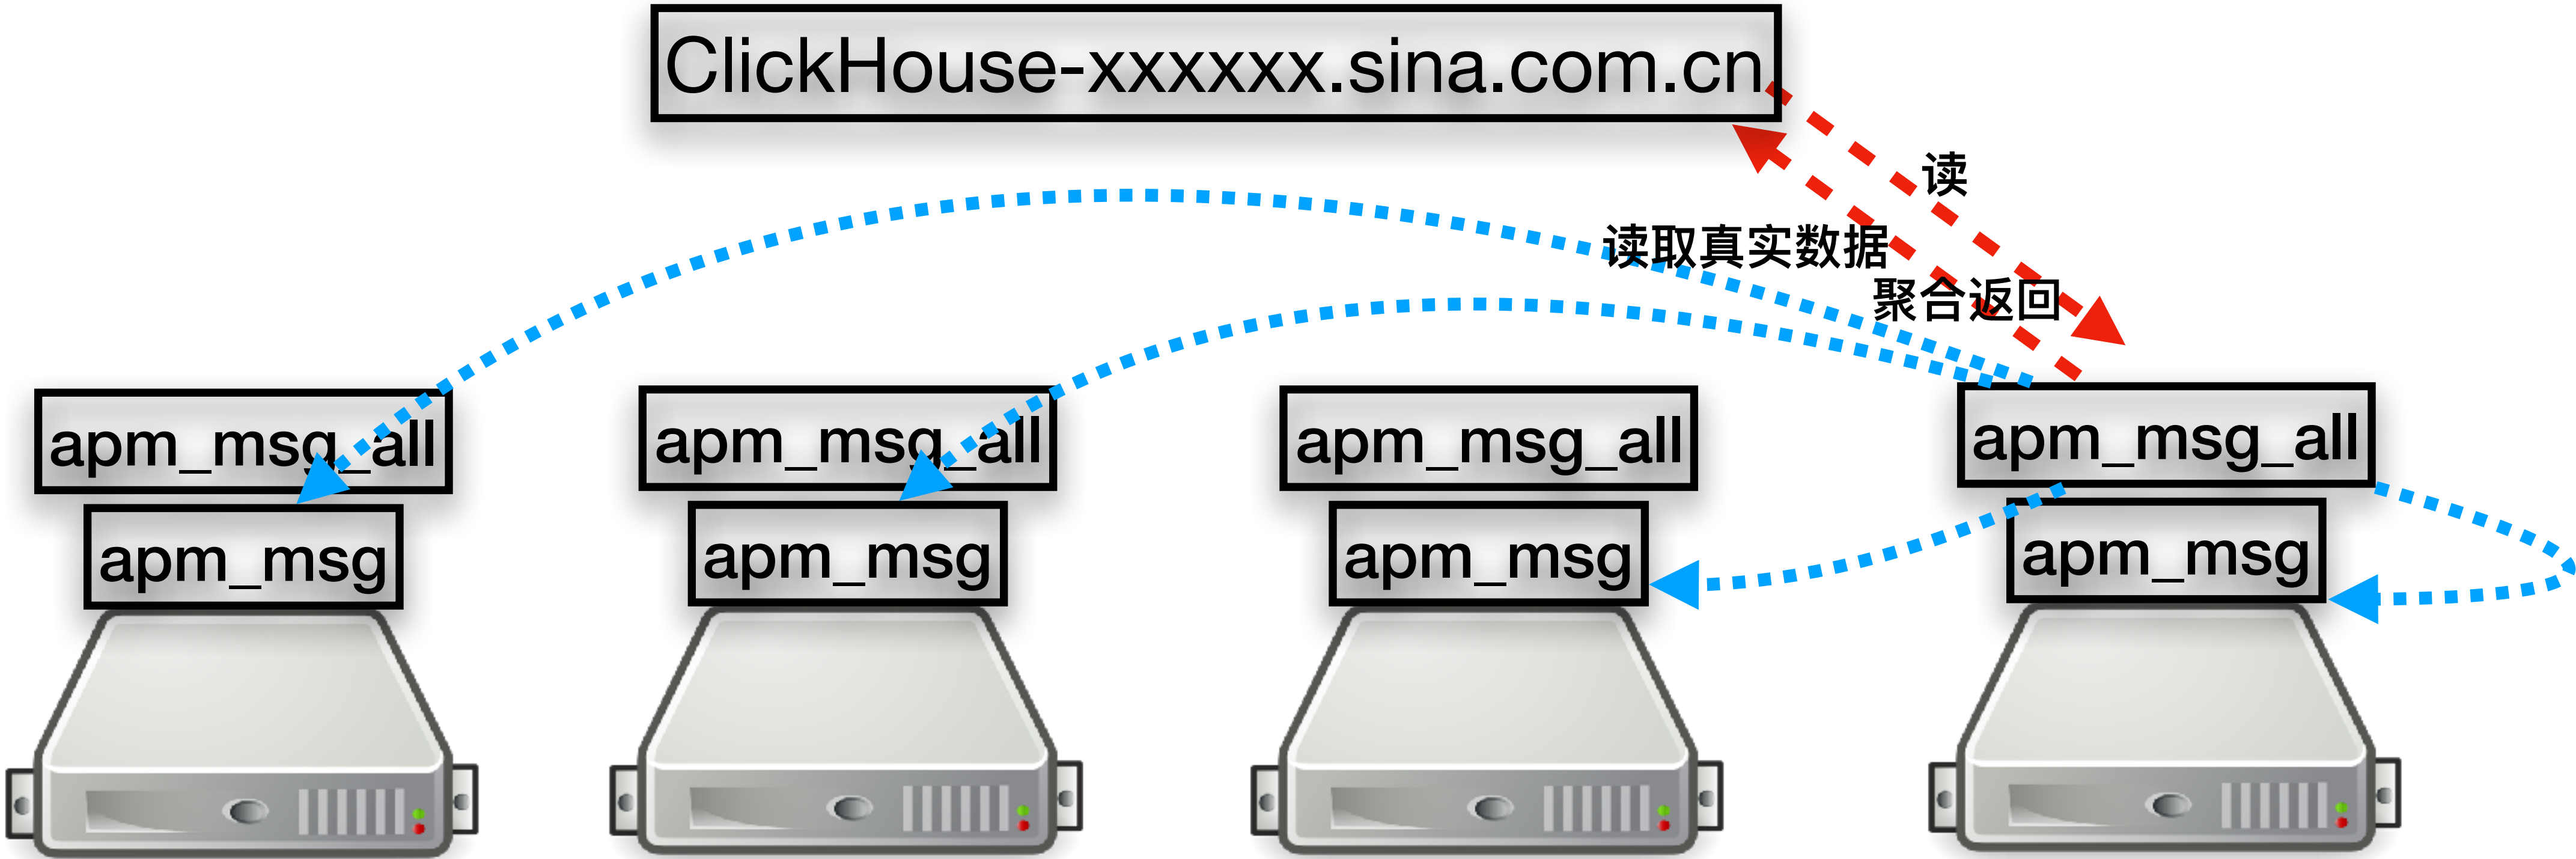 ClickHouse-xxxxxx.sina.com.cn
读
读取真实数据
聚合返回
apm_msg_all
apm_msg_all
apm_msg_all
apm_msg_all
apm_msg
apm_msg
apm_msg
apm_msg